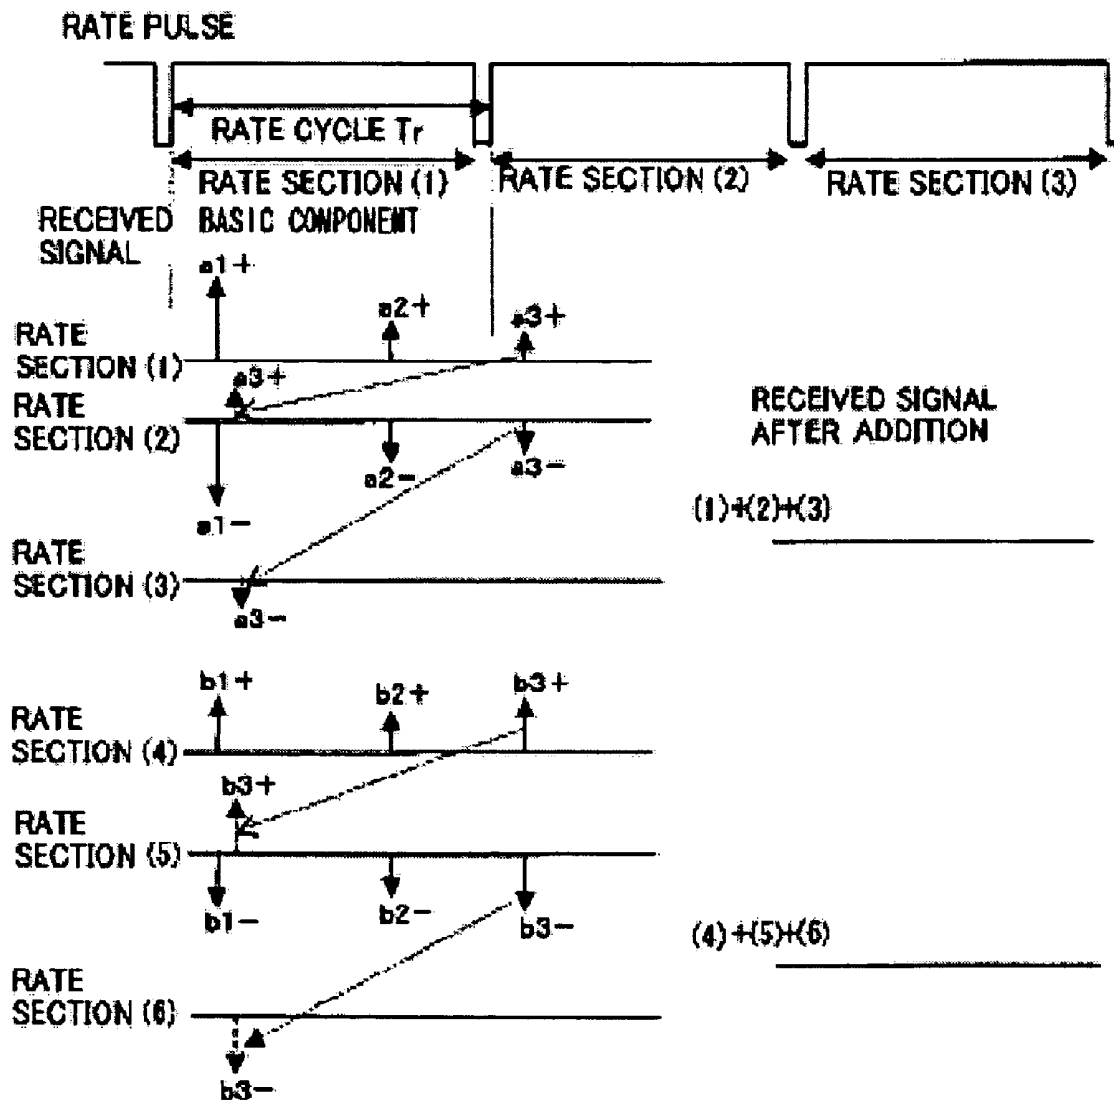 RATE PULSE
RATE CYCLE Tr
RATE SECTION (1)
RATE SECTION (2)
RATE SECTION (3)
RECEIVED BASIC COMPONENT
SIGNAL
a1+
a2+
a3+
RATE
SECTION (1)
a3+
RATE
SECTION (2)
a1-
a2-
a3-
RECEIVED SIGNAL
AFTER ADDITION
(1)+(2)+(3)
RATE
SECTION (3)
a3-
b1+
b2+
b3+
RATE
SECTION (4)
b3+
RATE
SECTION (5)
b1-
b2-
b3-
(4)+(5)+(6)
RATE
SECTION (6)
b3-